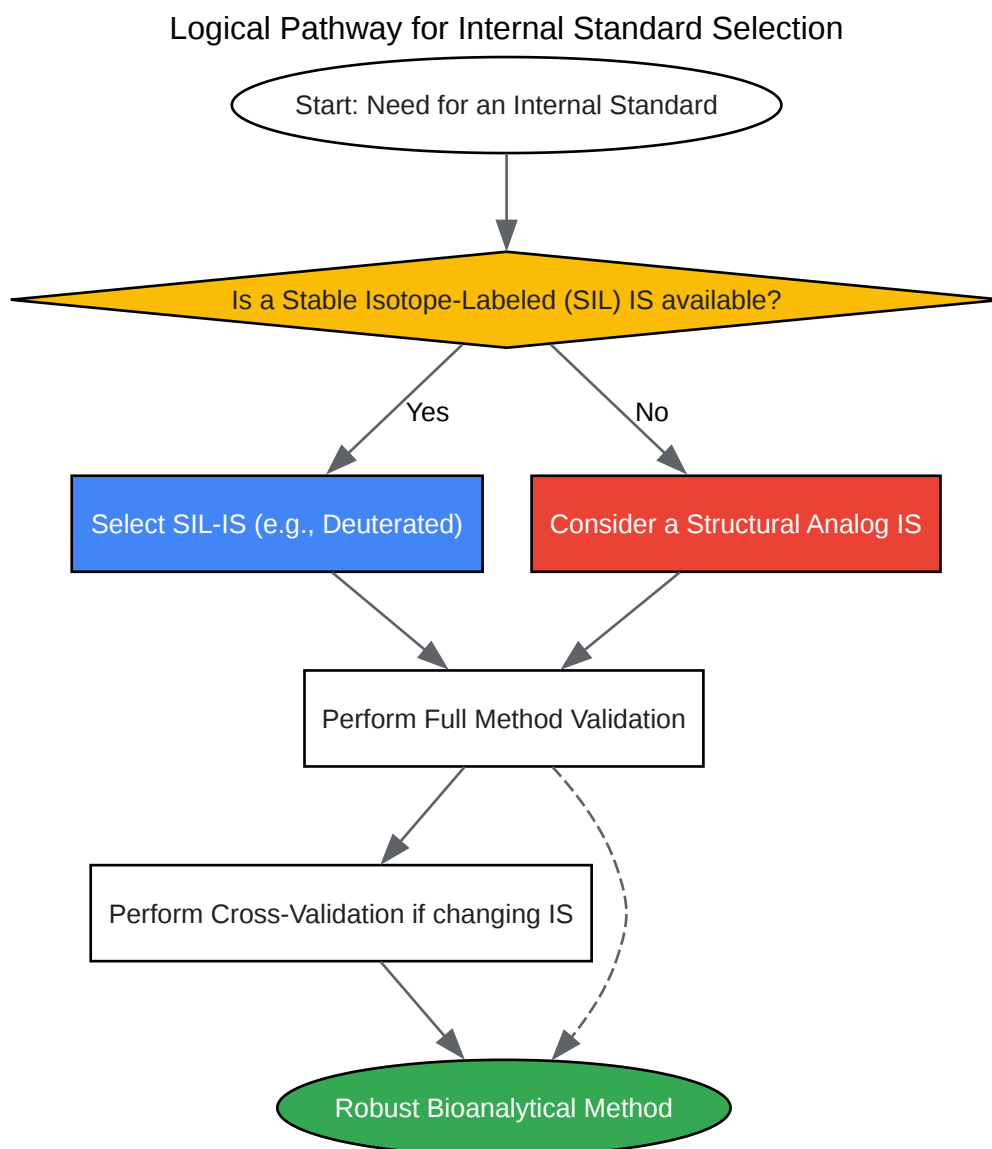 Logical Pathway for Internal Standard Selection
Start: Need for an Internal Standard
Is a Stable Isotope-Labeled (SIL) IS available?
Yes
No
Select SIL-IS (e.g., Deuterated)
Consider a Structural Analog IS
Perform Full Method Validation
Perform Cross-Validation if changing IS
Robust Bioanalytical Method